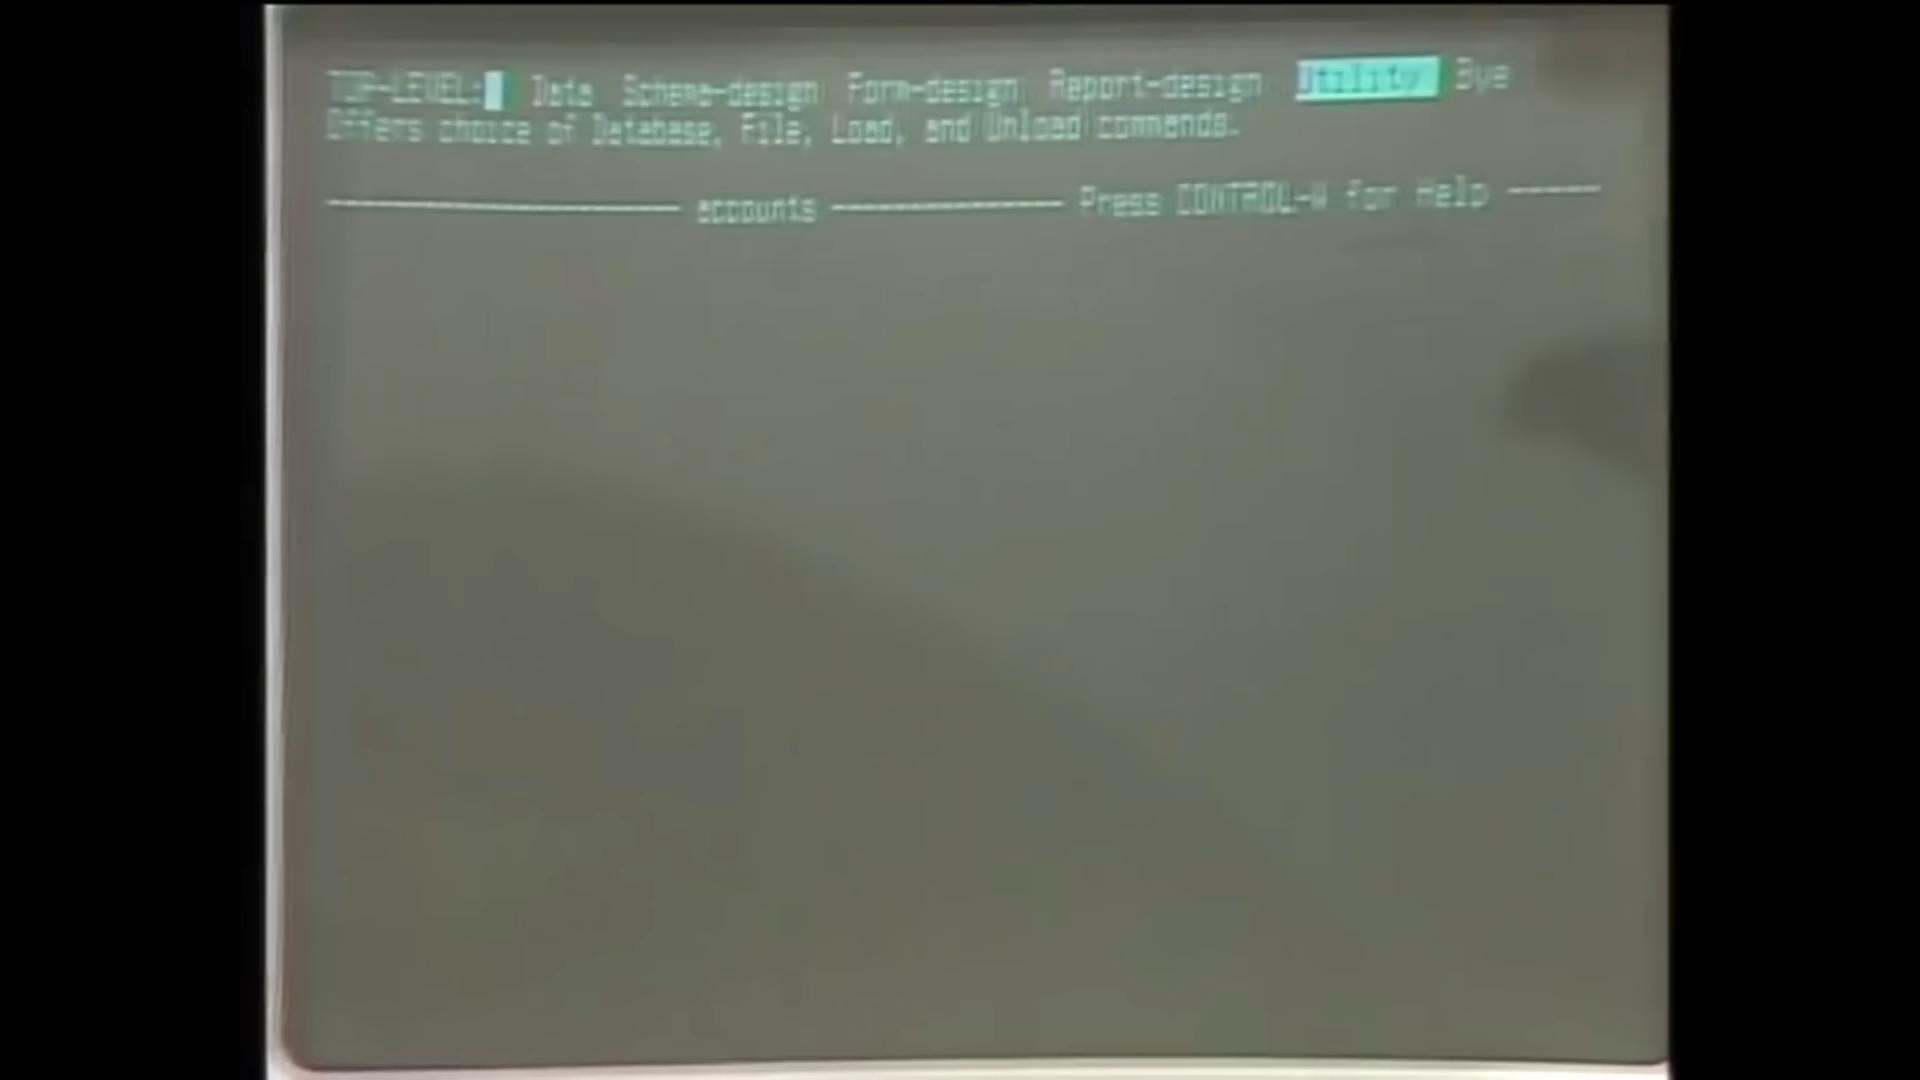 TOP-LEVEL: Data Scheme-design Form-design Report-design Utility Bye
Offers choice of Database, File, Load, and Unload commands.
accounts Press CONTROL-W for Help